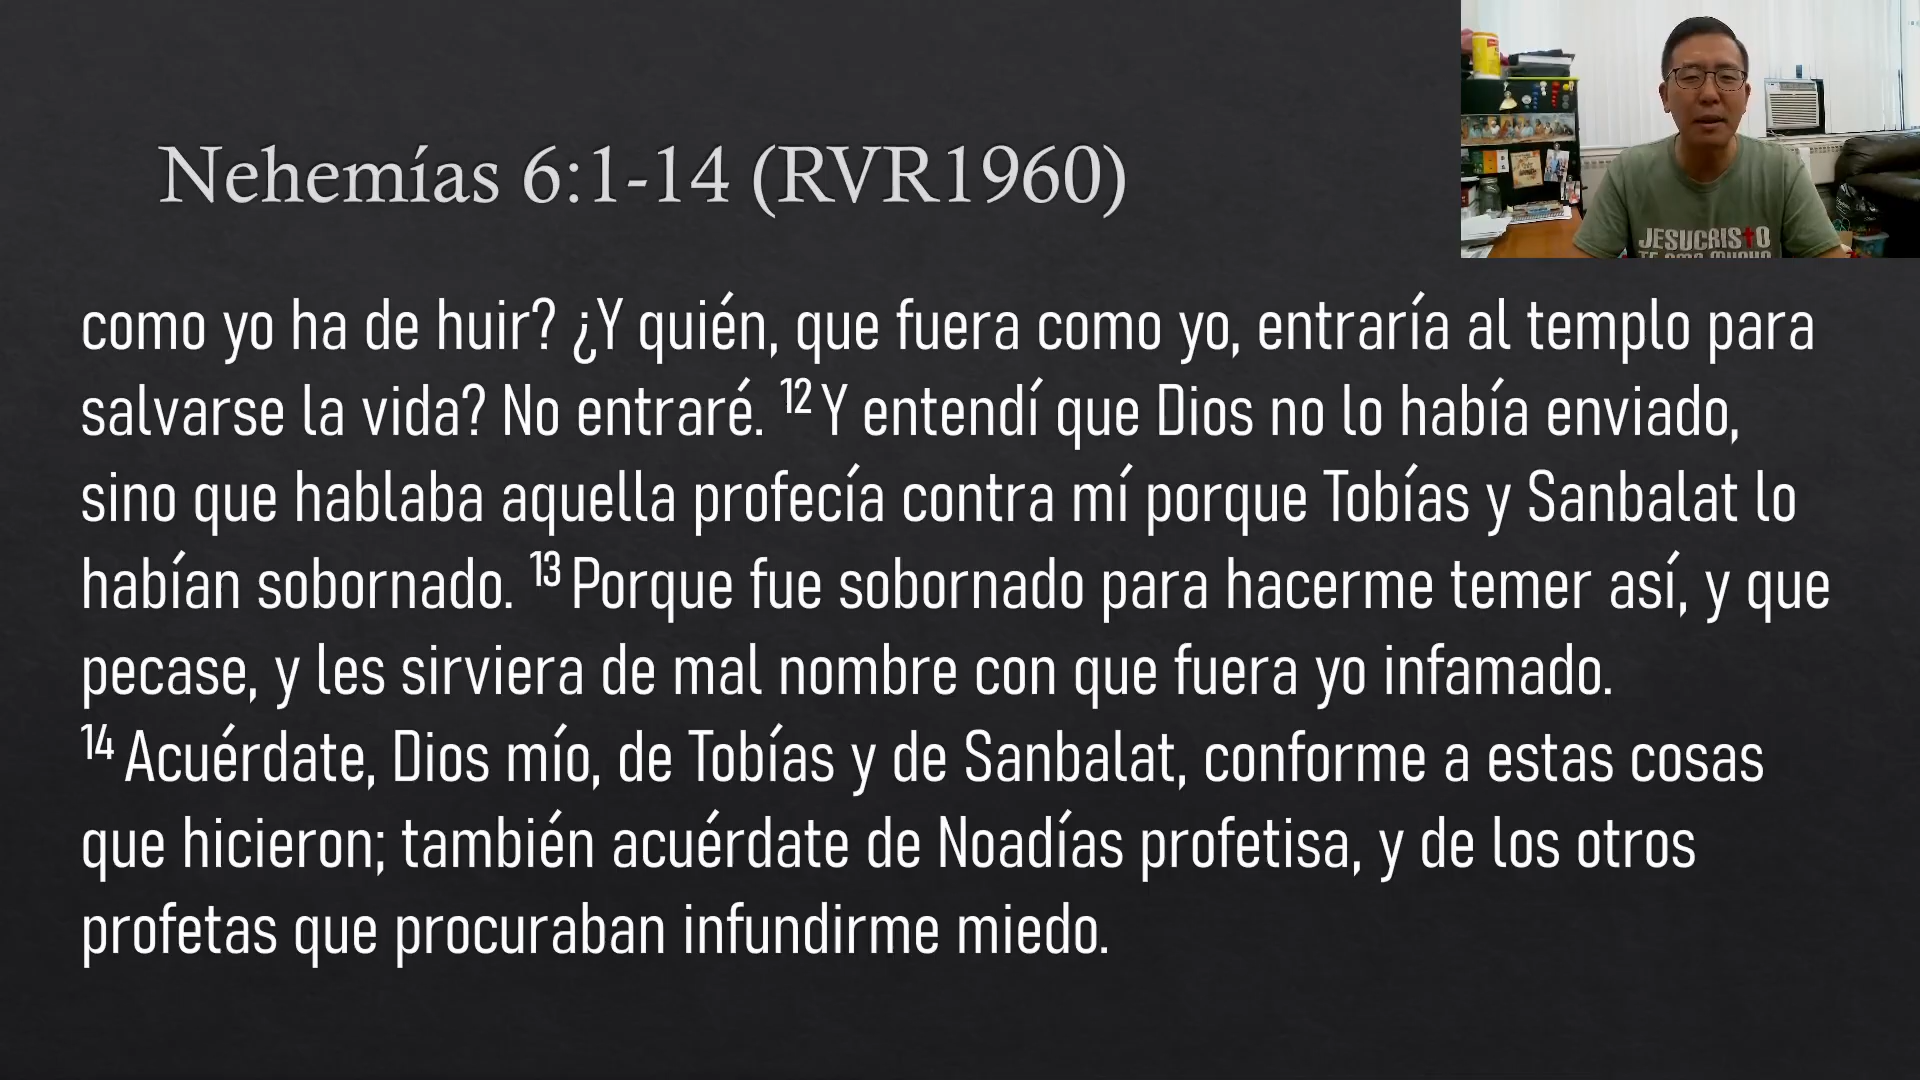 Nehemías 6:1-14 (RVR1960)
como yo ha de huir? ¿Y quién, que fuera como yo, entraría al templo para
salvarse la vida? No entraré. 12 Y entendí que Dios no lo había enviado,
sino que hablaba aquella profecía contra mí porque Tobías y Sanbalat lo
habían sobornado. 13 Porque fue sobornado para hacerme temer así, y que
pecase, y les sirviera de mal nombre con que fuera yo infamado.
14 Acuérdate, Dios mío, de Tobías y de Sanbalat, conforme a estas cosas
que hicieron; también acuérdate de Noadías profetisa, y de los otros
profetas que procuraban infundirme miedo.
JESUCRISTO
TE AMA MUCHO